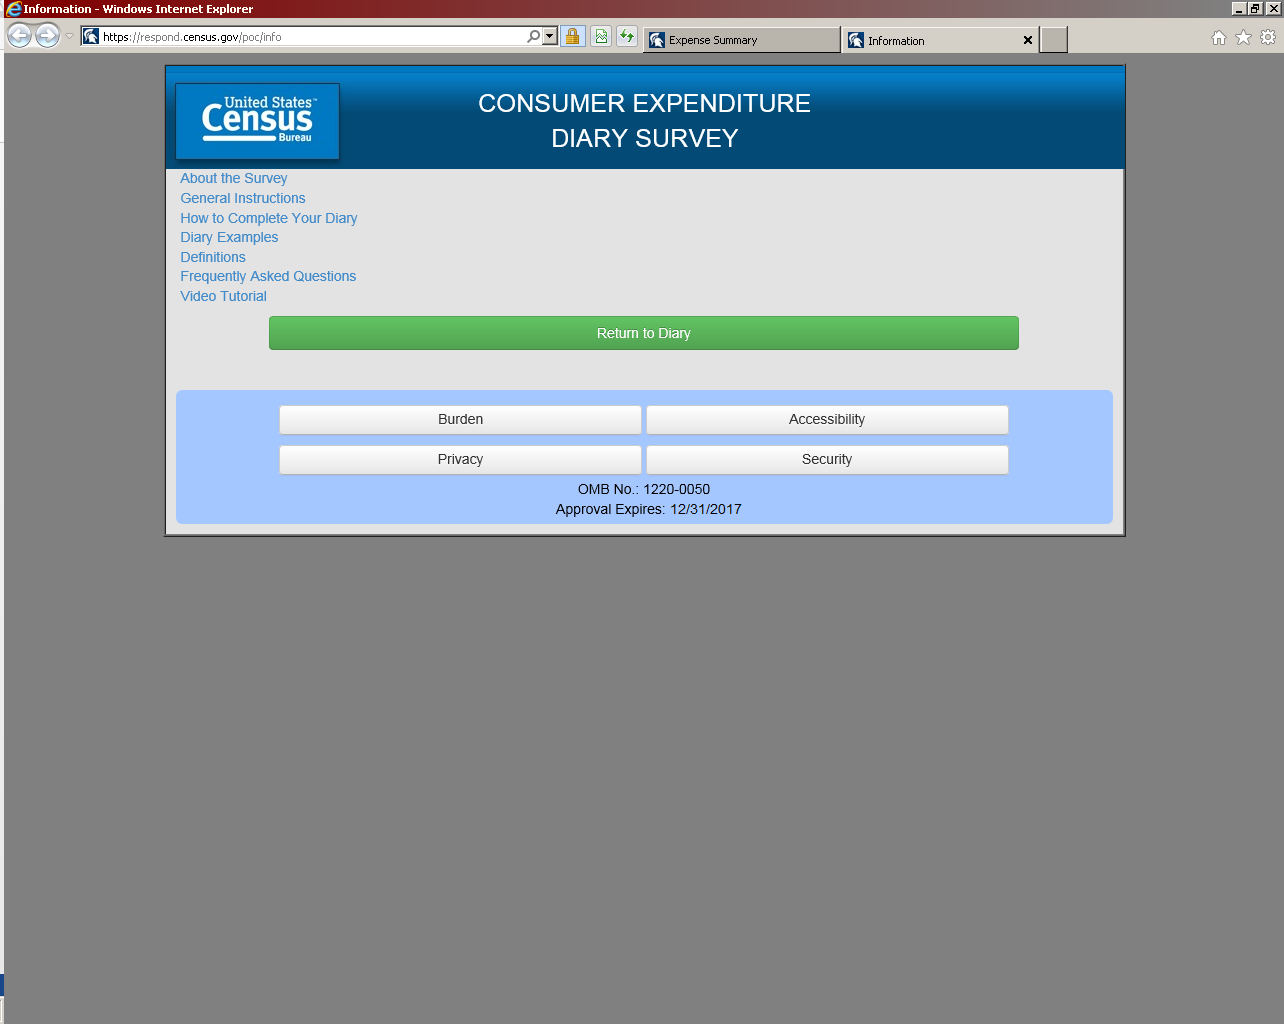 Information - Windows Internet Explorer
https://respond.census.gov/poc/info
Expense Summary
Information
United States™
Census
Bureau
CONSUMER EXPENDITURE
DIARY SURVEY
About the Survey
General Instructions
How to Complete Your Diary
Diary Examples
Definitions
Frequently Asked Questions
Video Tutorial
Return to Diary
Burden
Accessibility
Privacy
Security
OMB No.: 1220-0050
Approval Expires: 12/31/2017